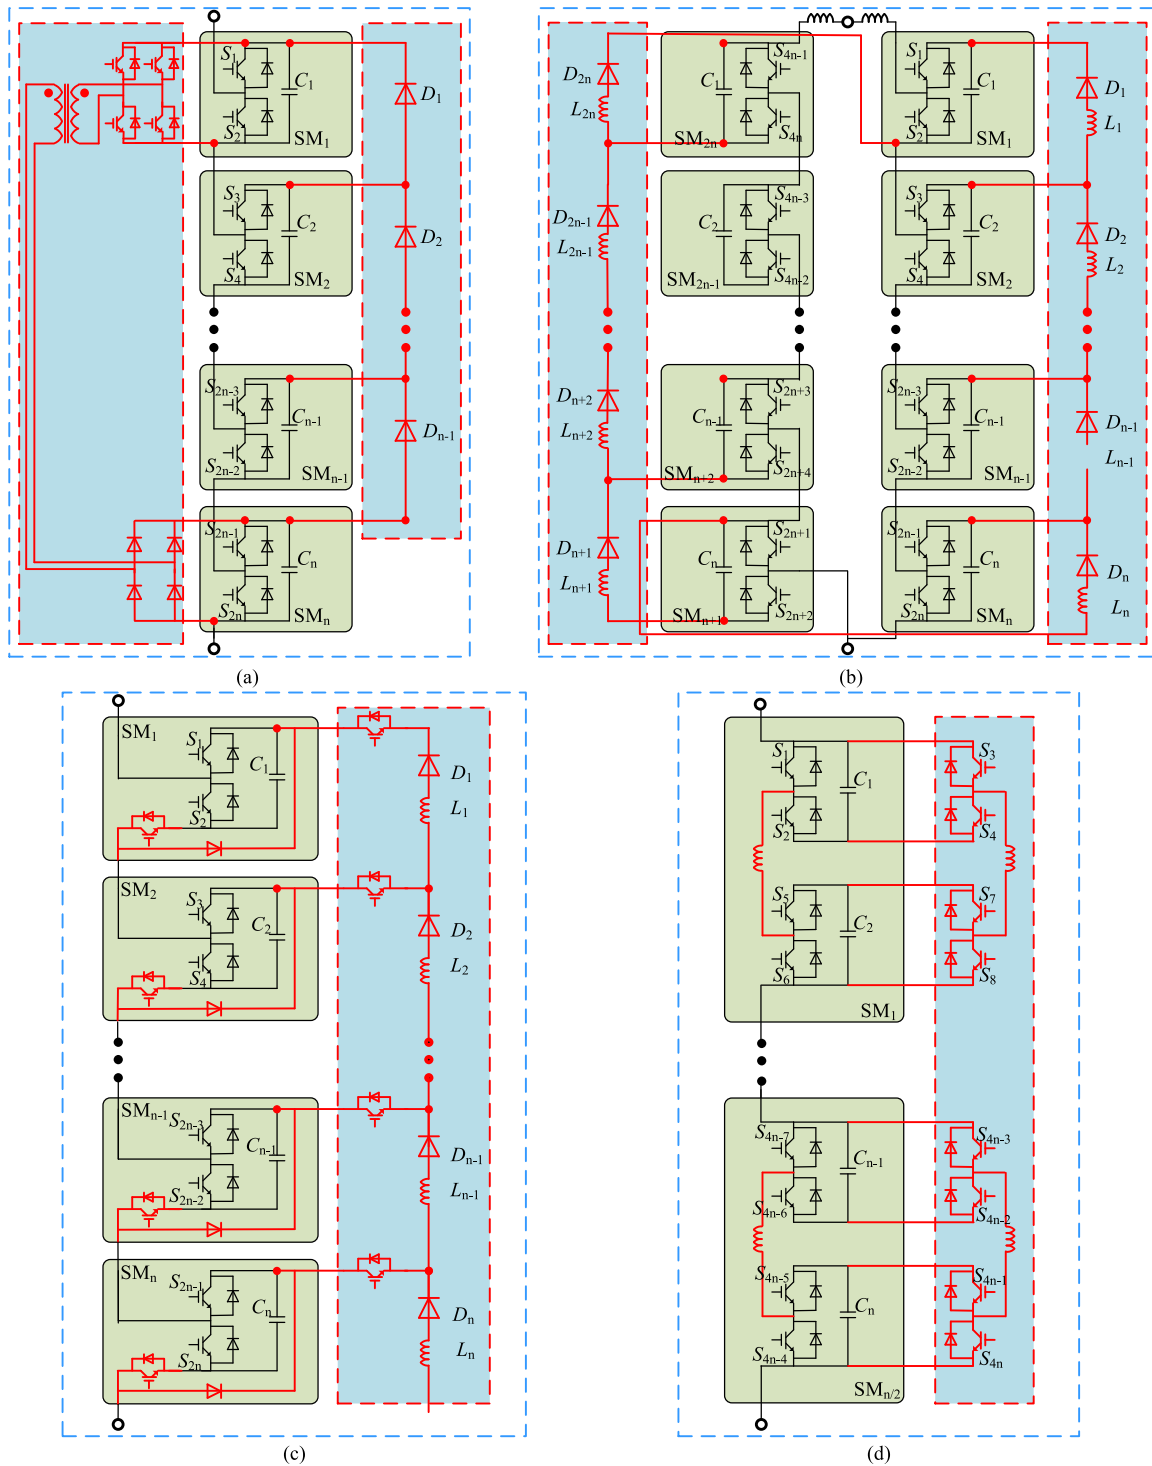 S1
C1
D1
S2
SM1
S3
C2
D2
S4
SM2
S2n-3
Cn-1
Dn-1
S2n-2
SMn-1
S2n-1
Cn
S2n
SMn
(a)
D2n
L2n
C1
S4n-1
SM2n
S4n
S1
C1
S2
SM1
D1
L1
D2n-1
L2n-1
C2
S4n-3
SM2n-1
S4n-2
S3
C2
S4
SM2
D2
L2
Dn+2
Ln+2
Cn-1
S2n+3
SMn+2
S2n+4
S2n-3
Cn-1
S2n-2
SMn-1
Dn-1
Ln-1
Dn+1
Ln+1
Cn
S2n+1
SMn+1
S2n+2
S2n-1
Cn
S2n
SMn
Dn
Ln
(b)
SM1
S1
C1
S2
D1
L1
SM2
S3
C2
S4
D2
L2
SMn-1
S2n-3
Cn-1
S2n-2
Dn-1
Ln-1
SMn
S2n-1
Cn
S2n
Dn
Ln
(c)
S1
C1
S2
S3
S4
S5
C2
S6
S7
S8
SM1
S4n-7
Cn-1
S4n-6
S4n-3
S4n-2
S4n-5
Cn
S4n-4
S4n-1
S4n
SMn/2
(d)